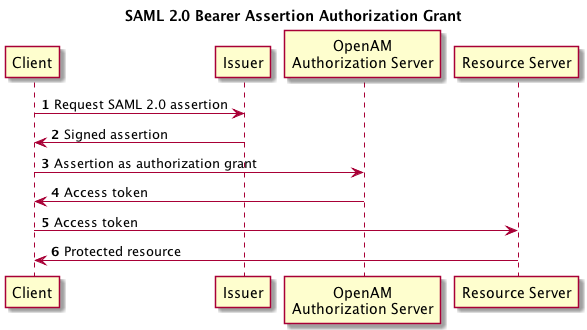 SAML 2.0 Bearer Assertion Authorization Grant
Client
Issuer
OpenAM
Authorization Server
Resource Server
1 Request SAML 2.0 assertion
2 Signed assertion
3 Assertion as authorization grant
4 Access token
5 Access token
6 Protected resource
Client
Issuer
OpenAM
Authorization Server
Resource Server